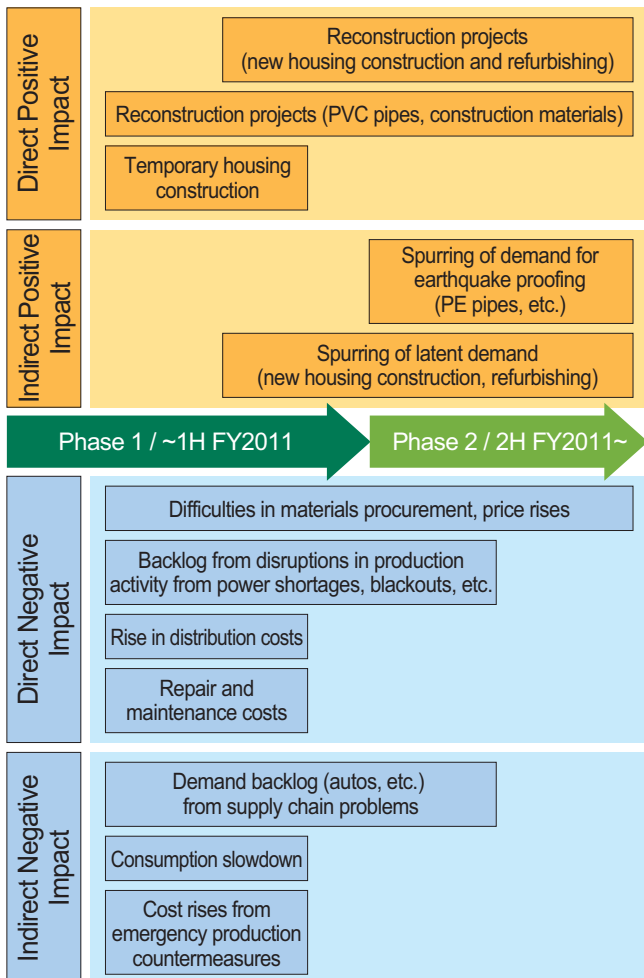 Direct Positive
Impact
Reconstruction projects
(new housing construction and refurbishing)
Reconstruction projects (PVC pipes, construction materials)
Temporary housing
construction
Indirect Positive
Impact
Spurring of demand for
earthquake proofing
(PE pipes, etc.)
Spurring of latent demand
(new housing construction, refurbishing)
Phase 1 / ~1H FY2011
Phase 2 / 2H FY2011~
Direct Negative
Impact
Difficulties in materials procurement, price rises
Backlog from disruptions in production
activity from power shortages, blackouts, etc.
Rise in distribution costs
Repair and
maintenance costs
Indirect Negative
Impact
Demand backlog (autos, etc.)
from supply chain problems
Consumption slowdown
Cost rises from
emergency production
countermeasures